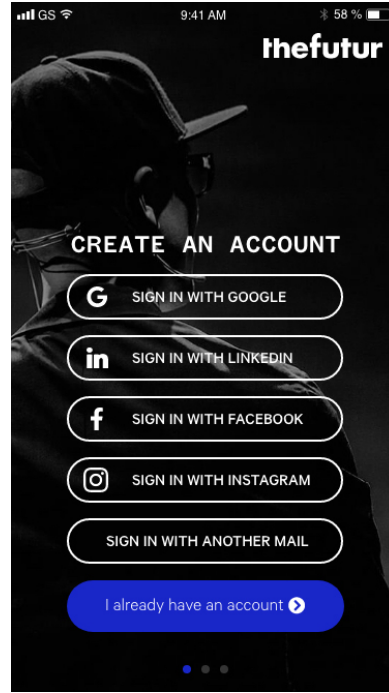 GS 9:41 AM 58 %
thefutur
CREATE AN ACCOUNT
G SIGN IN WITH GOOGLE
in SIGN IN WITH LINKEDIN
f SIGN IN WITH FACEBOOK
SIGN IN WITH INSTAGRAM
SIGN IN WITH ANOTHER MAIL
I already have an account